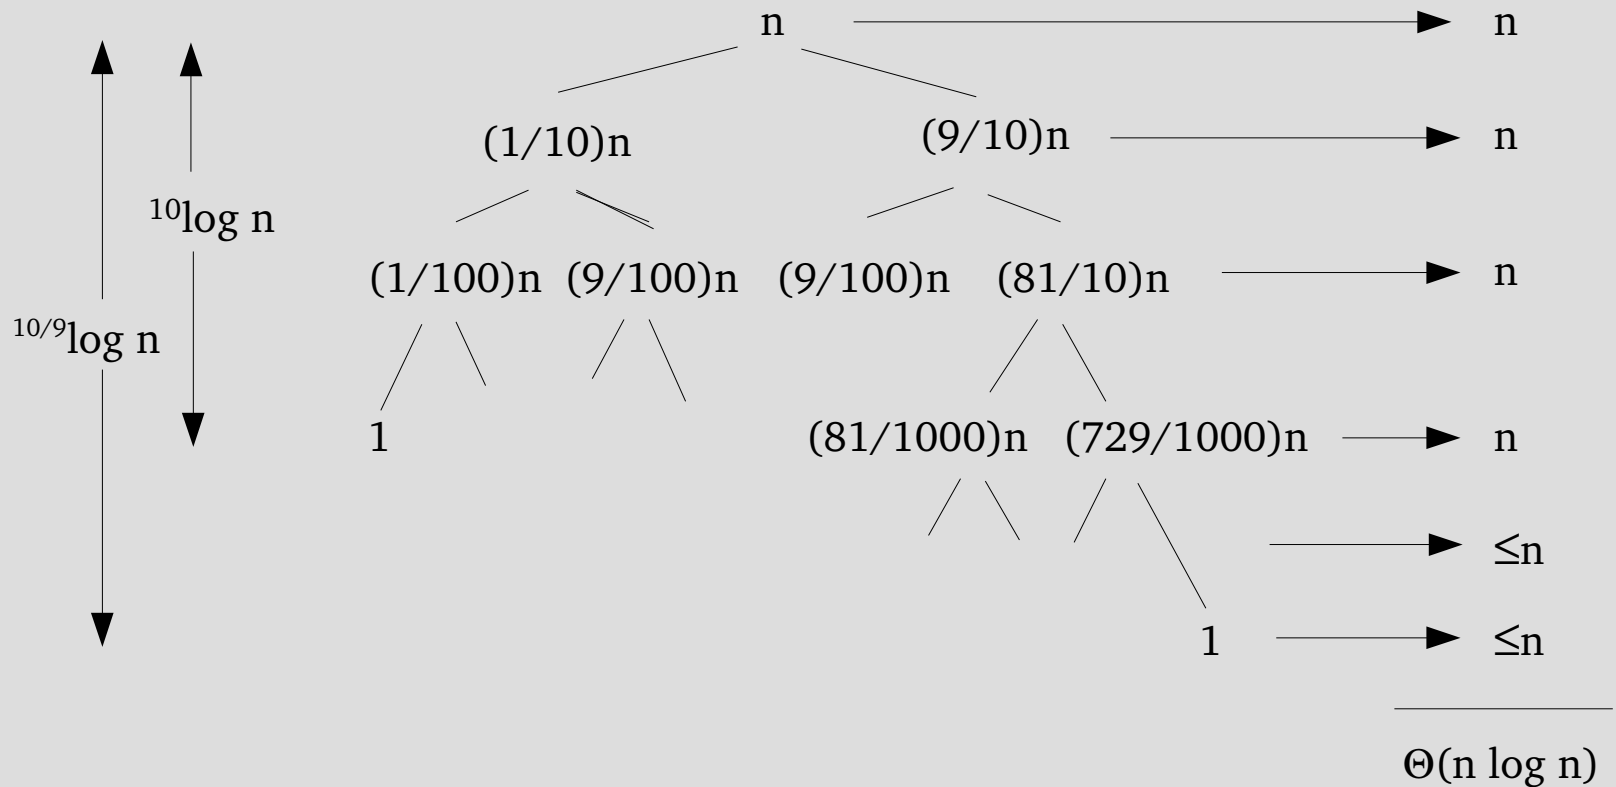 n n
(1/10)n (9/10)n n
10log n
(1/100)n (9/100)n (9/100)n (81/10)n n
10/9log n
1 (81/1000)n (729/1000)n n
≤n
1 ≤n
Θ(n log n)